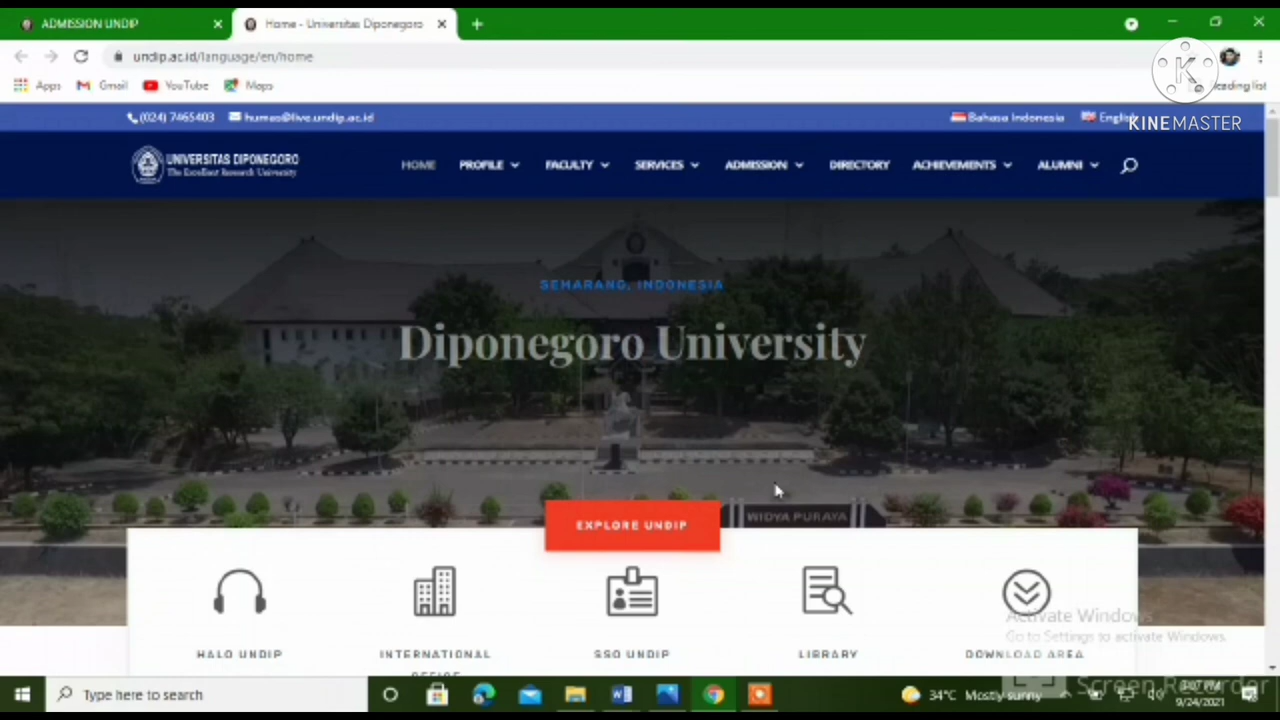 ADMISSION UNDIP
Home - Universitas Diponegoro
undip.ac.id/language/en/home
Apps Gmail YouTube Maps
Reading list
KINEMASTER
(024) 7465403 humas@live.undip.ac.id
Bahasa Indonesia English
UNIVERSITAS DIPONEGORO
The Excellent Research University
HOME PROFILE FACULTY SERVICES ADMISSION DIRECTORY ACHIEVEMENTS ALUMNI
SEMARANG, INDONESIA
Diponegoro University
WIDYA PURAYA
EXPLORE UNDIP
HALO UNDIP
INTERNATIONAL
OFFICE
SSO UNDIP
LIBRARY
DOWNLOAD AREA
Activate Windows
Go to Settings to activate Windows.
Type here to search
34°C Mostly sunny
Screen Recorder
9/24/2021